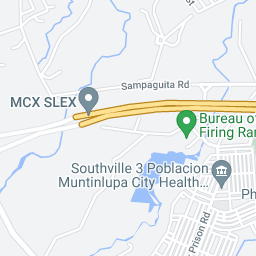 Sampaguita Rd
MCX SLEX
Bureau of
Firing Ran
Southville 3 Poblacion
Muntinlupa City Health...
Prison Rd
Ph